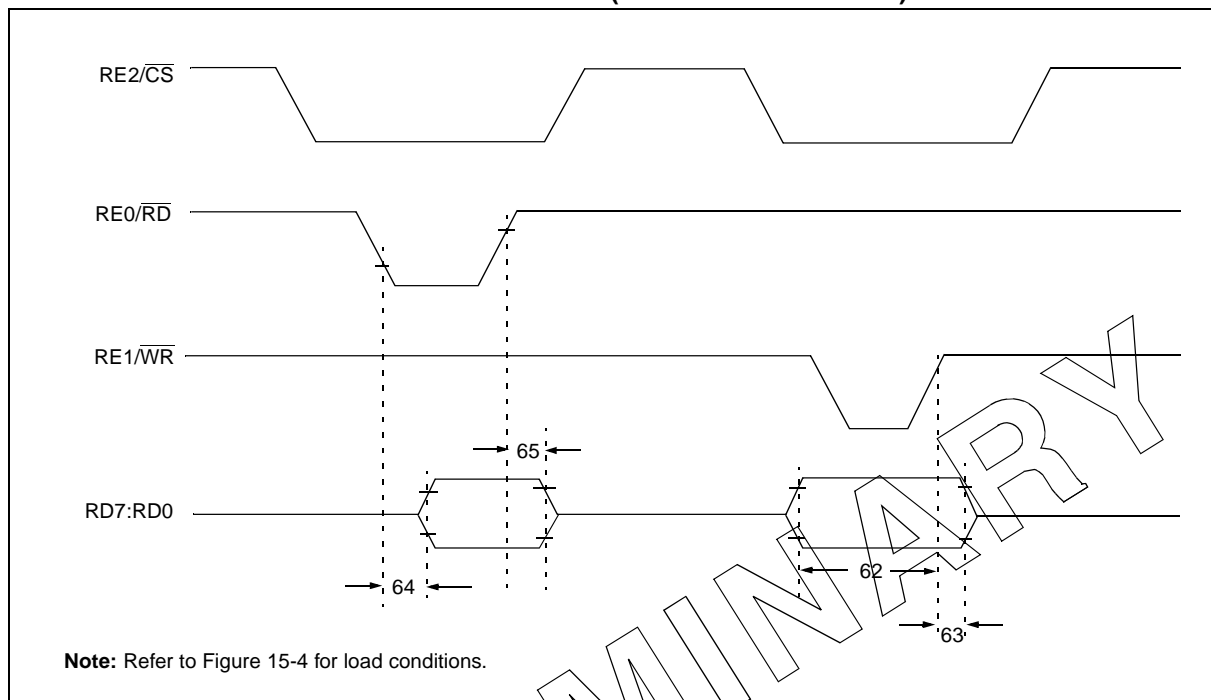 RE2/CS
RE0/RD
RE1/WR
65
RD7:RD0
62
64
63
Note: Refer to Figure 15-4 for load conditions.
MINARY